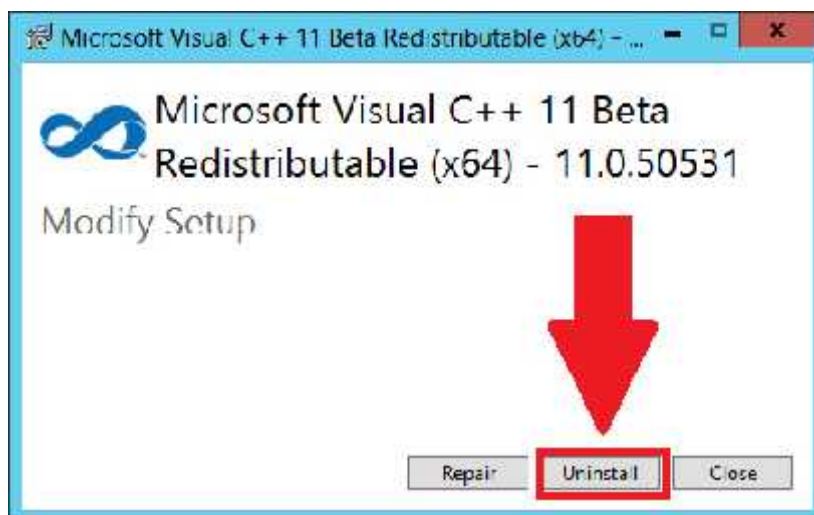 Microsoft Visual C++ 11 Beta Redistributable (x64) - ...
Microsoft Visual C++ 11 Beta
Redistributable (x64) - 11.0.50531
Modify Setup
Repair Uninstall Close